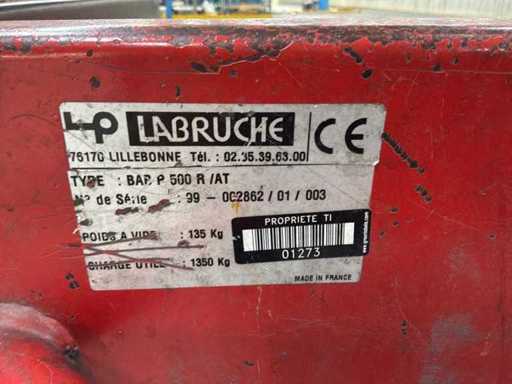 LABRUCHE CE
76170 LILLEBONNE Tél. : 02.35.39.63.00
TYPE : BAR P 500 R /AT
N° de Série : 99 - 002862 / 01 / 003
PROPRIETE TI
POIDS A VIDE : 135 Kg
01273
CHARGE UTILE : 1350 Kg
MADE IN FRANCE